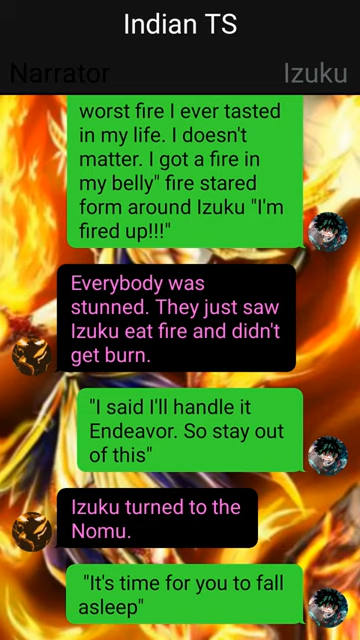 Indian TS
Narrator
Izuku
worst fire I ever tasted
in my life. I doesn't
matter. I got a fire in
my belly" fire stared
form around Izuku "I'm
fired up!!!"
Everybody was
stunned. They just saw
Izuku eat fire and didn't
get burn.
"I said I'll handle it
Endeavor. So stay out
of this"
Izuku turned to the
Nomu.
"It's time for you to fall
asleep"